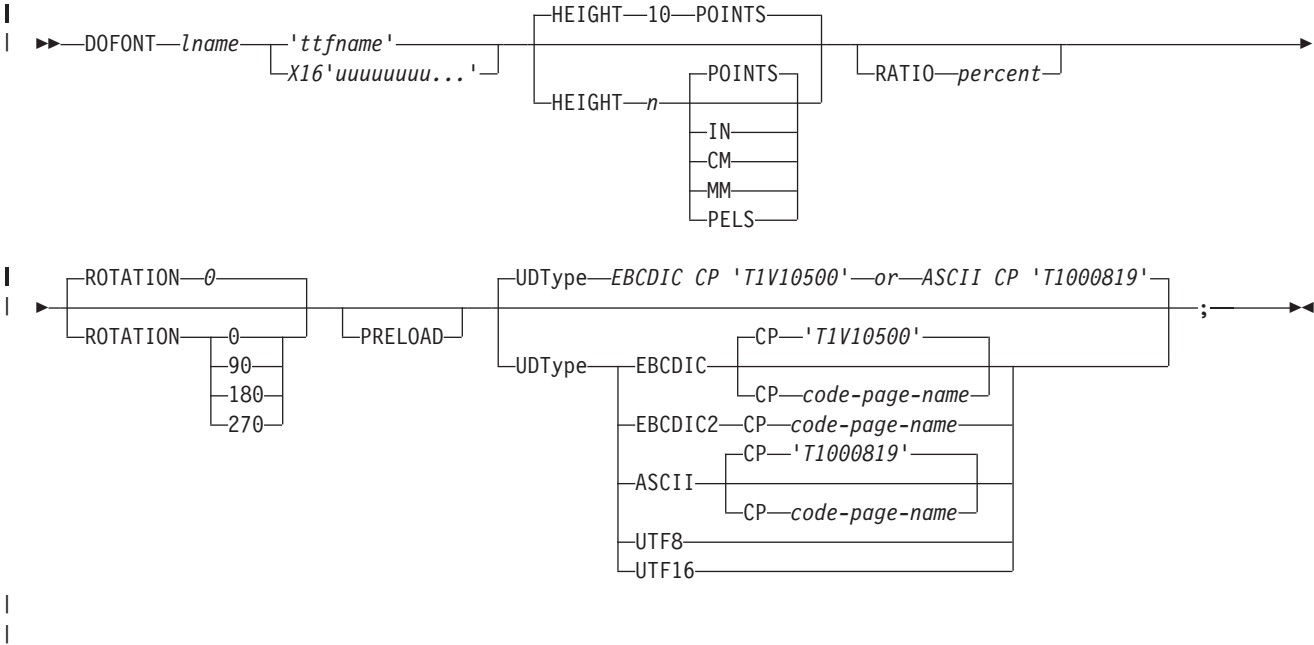 HEIGHT 10 POINTS
DOFONT lname 'ttfname'
X16'uuuuuuuu...' POINTS RATIO percent
HEIGHT n
IN
CM
MM
PELS
ROTATION 0 UDType EBCDIC CP 'T1V10500' or ASCII CP 'T1000819'
;
ROTATION 0 PRELOAD CP 'T1V10500'
90 UDType EBCDIC
180 CP code-page-name
270 EBCDIC2 CP code-page-name
CP 'T1000819'
ASCII
CP code-page-name
UTF8
UTF16